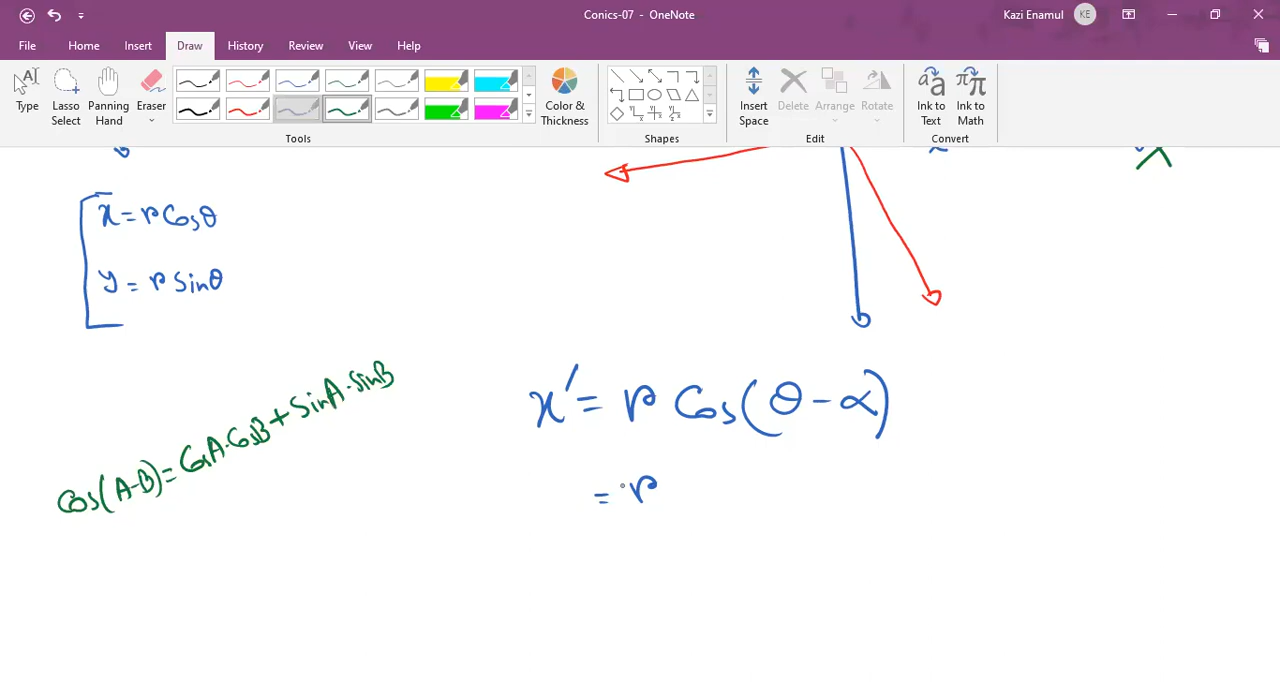 Conics-07 - OneNote
Kazi Enamul KE
File Home Insert Draw History Review View Help
Type Lasso Select Panning Hand Eraser Color & Thickness Insert Space Delete Arrange Rotate Ink to Text Ink to Math
Tools Shapes Edit Convert
x = r Cosθ
y = r Sinθ
Cos(A-B) = CosA·CosB + SinA·SinB
x' = r Cos(θ - α)
= r